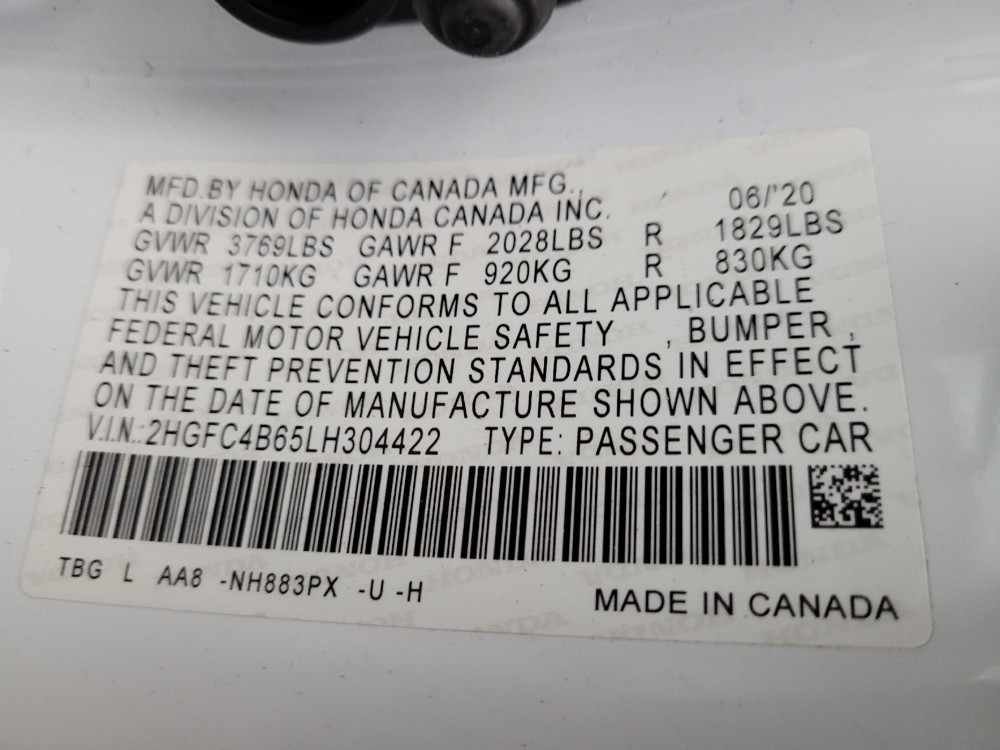 MFD.BY HONDA OF CANADA MFG., 06/'20
A DIVISION OF HONDA CANADA INC.
GVWR 3769LBS GAWR F 2028LBS R 1829LBS
GVWR 1710KG GAWR F 920KG R 830KG
THIS VEHICLE CONFORMS TO ALL APPLICABLE
FEDERAL MOTOR VEHICLE SAFETY , BUMPER ,
AND THEFT PREVENTION STANDARDS IN EFFECT
ON THE DATE OF MANUFACTURE SHOWN ABOVE.
V.I.N.:2HGFC4B65LH304422 TYPE: PASSENGER CAR
TBG L AA8 -NH883PX -U -H
MADE IN CANADA